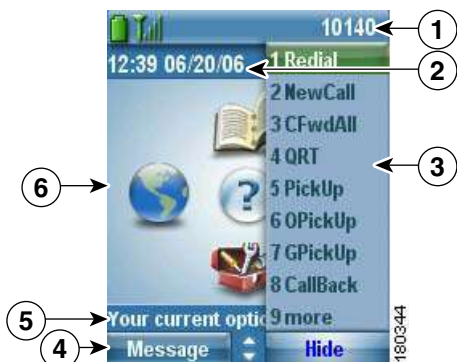 10140
1
12:39 06/20/06
2
1 Redial
2 NewCall
3 CFwdAll
4 QRT
5 PickUp
6 OPickUp
7 GPickUp
8 CallBack
9 more
3
6
?
5
Your current optic
4
Message
Hide
180344